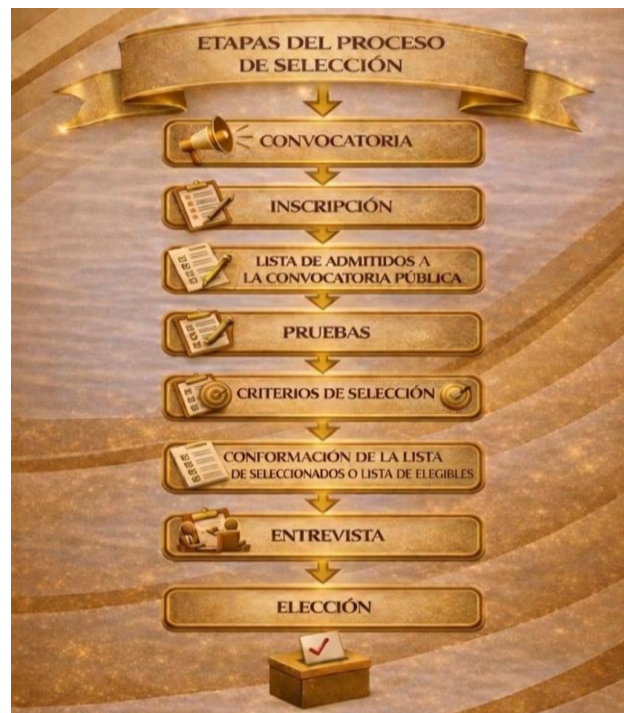 ETAPAS DEL PROCESO
DE SELECCIÓN
CONVOCATORIA
INSCRIPCIÓN
LISTA DE ADMITIDOS A
LA CONVOCATORIA PÚBLICA
PRUEBAS
CRITERIOS DE SELECCIÓN
CONFORMACIÓN DE LA LISTA
DE SELECCIONADOS O LISTA DE ELEGIBLES
ENTREVISTA
ELECCIÓN